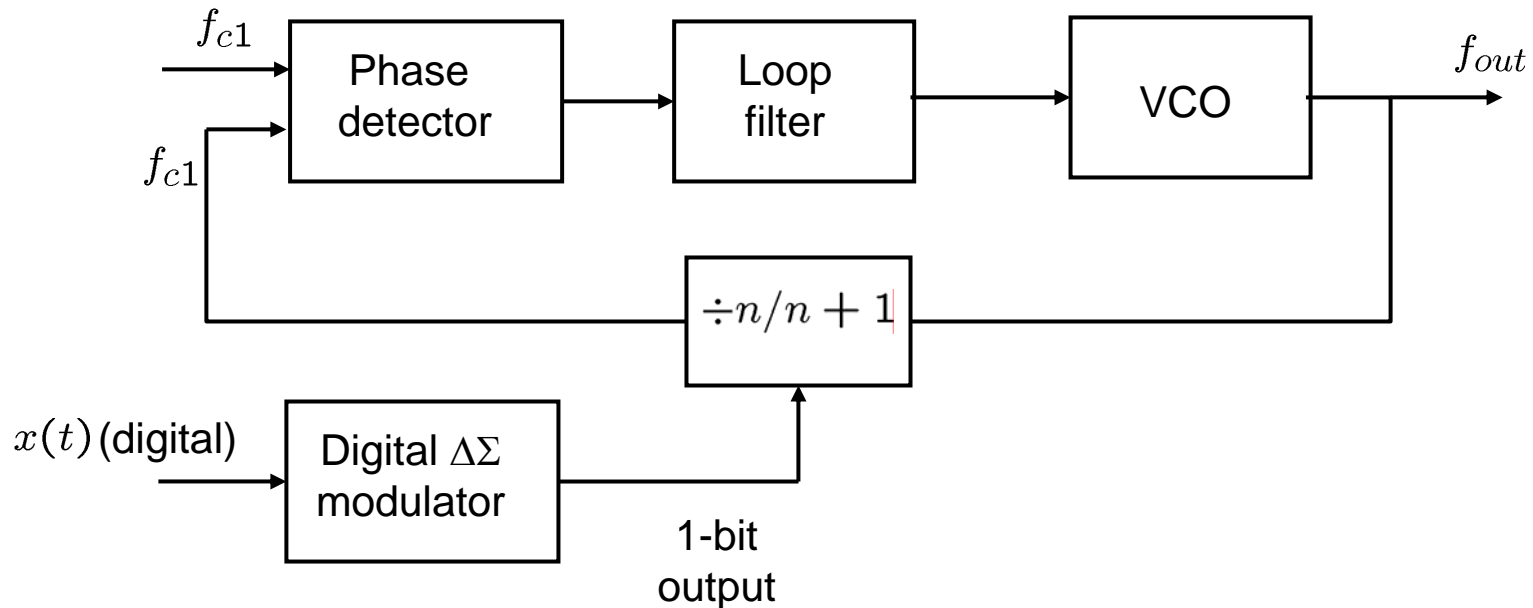 f_{c1}
Phase
detector
Loop
filter
VCO
f_{out}
f_{c1}
÷n/n + 1
x(t) (digital)
Digital ΔΣ
modulator
1-bit
output